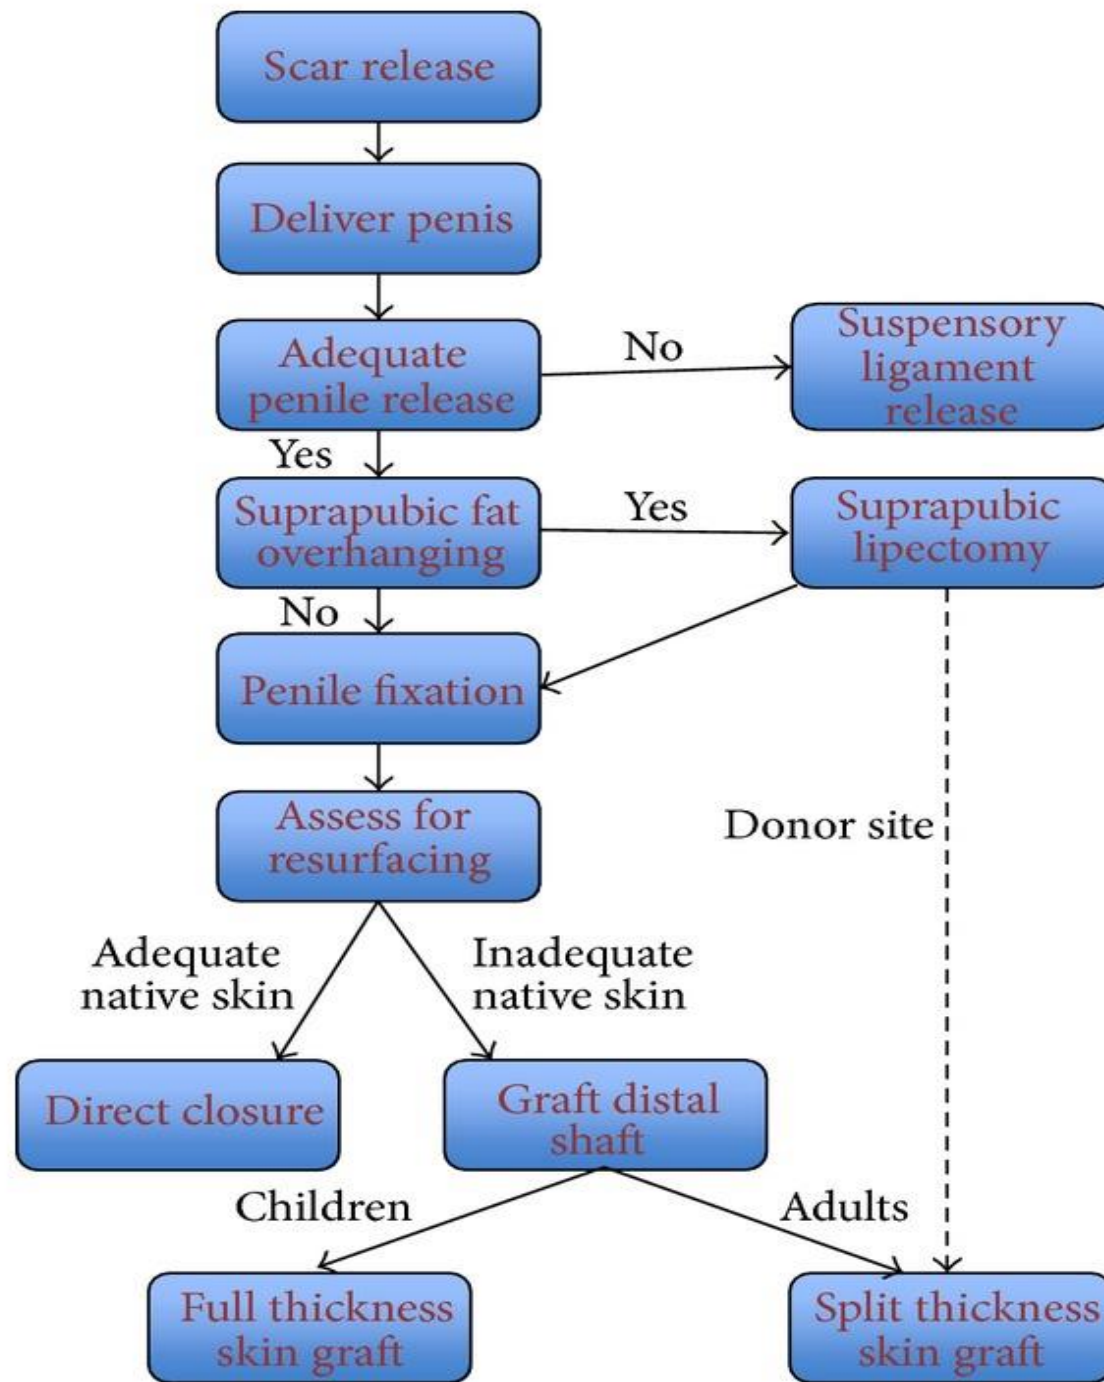 Scar release
Deliver penis
Adequate
penile release
No
Suspensory
ligament
release
Yes
Suprapubic fat
overhanging
Yes
Suprapubic
lipectomy
No
Penile fixation
Assess for
resurfacing
Donor site
Adequate
native skin
Inadequate
native skin
Direct closure
Graft distal
shaft
Children
Adults
Full thickness
skin graft
Split thickness
skin graft